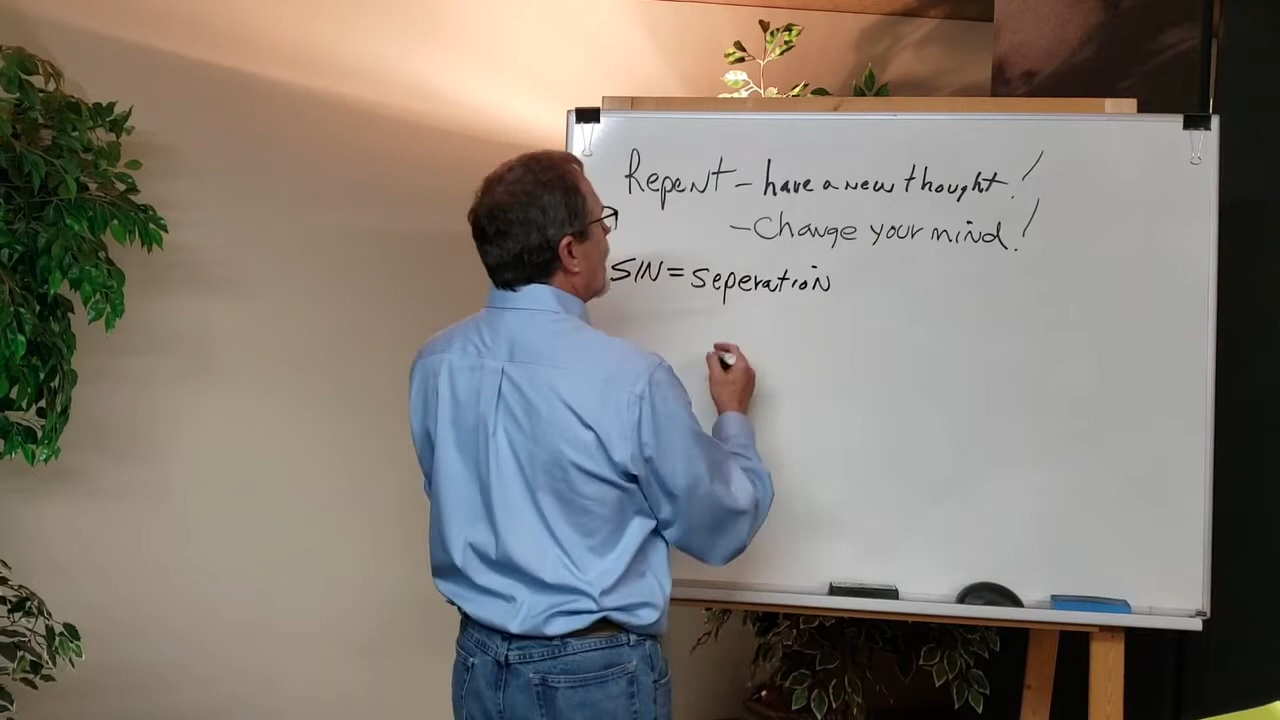 Repent - have a new thought!
- Change your mind!
SIN = seperation